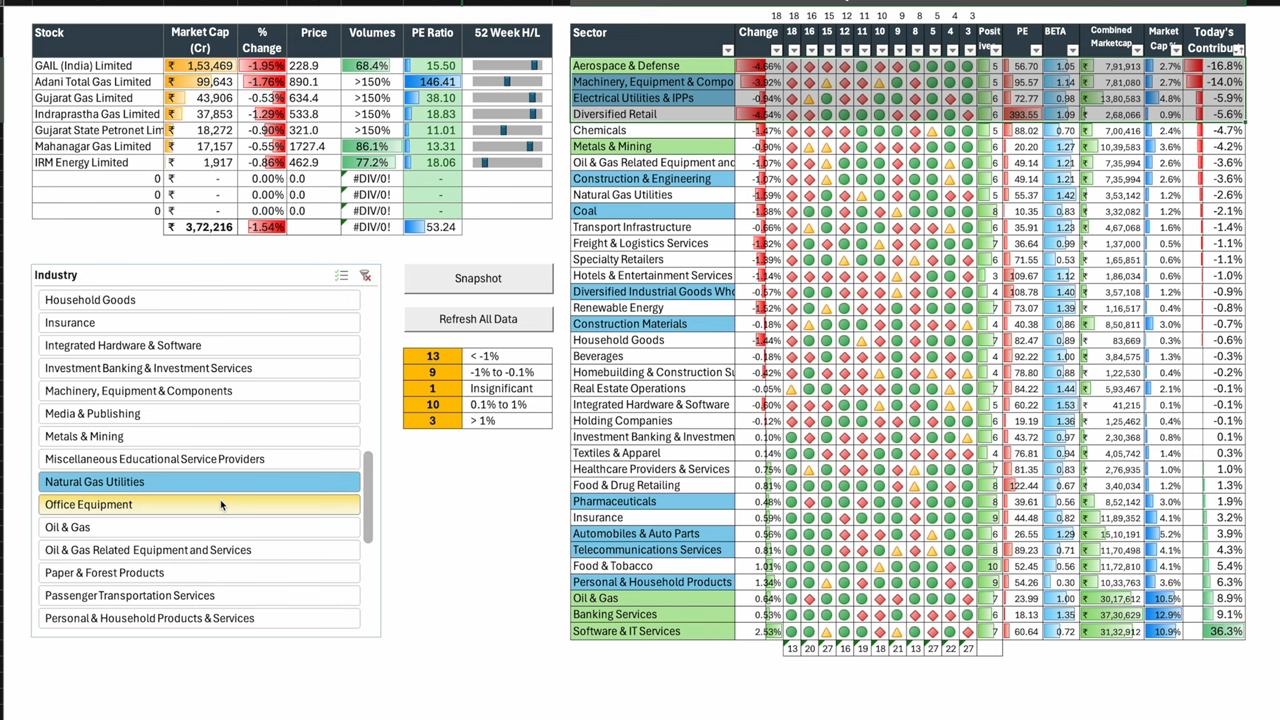 Stock Market Cap (Cr) % Change Price Volumes PE Ratio 52 Week H/L
GAIL (India) Limited ₹ 1,53,469 -1.95% 228.9 68.4% 15.50
Adani Total Gas Limited ₹ 99,643 -1.76% 890.1 >150% 146.41
Gujarat Gas Limited ₹ 43,906 -0.53% 634.4 >150% 38.10
Indraprastha Gas Limited ₹ 37,853 -1.29% 533.8 >150% 18.83
Gujarat State Petronet Lim ₹ 18,272 -0.90% 321.0 >150% 11.01
Mahanagar Gas Limited ₹ 17,157 -0.55% 1727.4 86.1% 13.31
IRM Energy Limited ₹ 1,917 -0.86% 462.9 77.2% 18.06
0 ₹ - 0.00% 0.0 #DIV/0! -
0 ₹ - 0.00% 0.0 #DIV/0! -
0 ₹ - 0.00% 0.0 #DIV/0! -
₹ 3,72,216 -1.54% #DIV/0! 53.24
Industry
Household Goods
Insurance
Integrated Hardware & Software
Investment Banking & Investment Services
Machinery, Equipment & Components
Media & Publishing
Metals & Mining
Miscellaneous Educational Service Providers
Natural Gas Utilities
Office Equipment
Oil & Gas
Oil & Gas Related Equipment and Services
Paper & Forest Products
Passenger Transportation Services
Personal & Household Products & Services
Snapshot
Refresh All Data
13 < -1%
9 -1% to -0.1%
1 Insignificant
10 0.1% to 1%
3 > 1%
18 18 16 15 12 11 10 9 8 5 4 3
Sector Change 18 16 15 12 11 10 9 8 5 4 3 Posit ive PE BETA Combined Marketcap Market Cap % Today's Contribu
Aerospace & Defense -4.66% 56.70 1.05 7,91,913 2.7% -16.8%
Machinery, Equipment & Compo -3.92% 95.57 1.14 7,81,080 2.7% -14.0%
Electrical Utilities & IPPs -0.94% 6 72.77 0.98 13,80,583 4.8% -5.9%
Diversified Retail -4.54% 6 393.55 1.09 2,68,066 0.9% -5.6%
Chemicals -1.47% 5 88.02 0.70 7,00,416 2.4% -4.7%
Metals & Mining -0.90% 6 20.20 1.27 10,39,583 3.6% -4.2%
Oil & Gas Related Equipment and -1.07% 6 49.14 1.21 7,35,994 2.6% -3.6%
Construction & Engineering -1.07% 6 49.14 1.21 7,35,994 2.6% -3.6%
Natural Gas Utilities -1.59% 5 55.37 1.42 3,53,142 1.2% -2.6%
Coal -1.38% 8 10.35 0.83 3,32,082 1.2% -2.1%
Transport Infrastructure -0.66% 6 35.91 1.23 4,67,068 1.6% -1.4%
Freight & Logistics Services -1.82% 7 36.64 0.99 1,37,000 0.5% -1.1%
Specialty Retailers -1.39% 6 71.55 0.53 1,65,851 0.6% -1.1%
Hotels & Entertainment Services -1.14% 3 109.67 1.12 1,86,034 0.6% -1.0%
Diversified Industrial Goods Who -0.57% 4 108.78 1.40 3,57,108 1.2% -0.9%
Renewable Energy -1.52% 7 73.07 1.39 1,16,517 0.4% -0.8%
Construction Materials -0.18% 4 40.38 0.86 8,50,811 3.0% -0.7%
Household Goods -1.44% 7 82.47 0.89 83,669 0.3% -0.6%
Beverages -0.18% 4 92.22 1.00 3,84,575 1.3% -0.3%
Homebuilding & Construction Su -0.42% 4 78.80 0.88 1,22,530 0.4% -0.2%
Real Estate Operations -0.05% 7 84.22 1.44 5,93,467 2.1% -0.1%
Integrated Hardware & Software -0.60% 5 60.22 1.53 41,215 0.1% -0.1%
Holding Companies -0.12% 6 19.19 1.36 1,25,462 0.4% -0.1%
Investment Banking & Investmen 0.10% 6 43.72 0.97 2,30,368 0.8% 0.1%
Textiles & Apparel 0.14% 4 76.81 0.94 4,05,742 1.4% 0.3%
Healthcare Providers & Services 0.75% 7 81.35 0.83 2,76,935 1.0% 1.0%
Food & Drug Retailing 0.81% 8 122.44 0.67 3,40,034 1.2% 1.3%
Pharmaceuticals 0.48% 8 39.61 0.56 8,52,142 3.0% 1.9%
Insurance 0.59% 9 44.48 0.82 11,89,352 4.1% 3.2%
Automobiles & Auto Parts 0.56% 6 26.55 1.29 15,10,191 5.2% 3.9%
Telecommunications Services 0.81% 8 89.23 0.71 11,70,498 4.1% 4.3%
Food & Tobacco 1.01% 10 52.45 0.56 11,72,810 4.1% 5.4%
Personal & Household Products 1.34% 9 54.26 0.30 10,33,763 3.6% 6.3%
Oil & Gas 0.64% 7 23.99 1.00 30,17,612 10.5% 8.9%
Banking Services 0.53% 6 18.13 1.35 37,30,629 12.9% 9.1%
Software & IT Services 2.53% 7 60.64 0.72 31,32,912 10.9% 36.3%
13 20 27 16 19 18 21 13 27 22 27